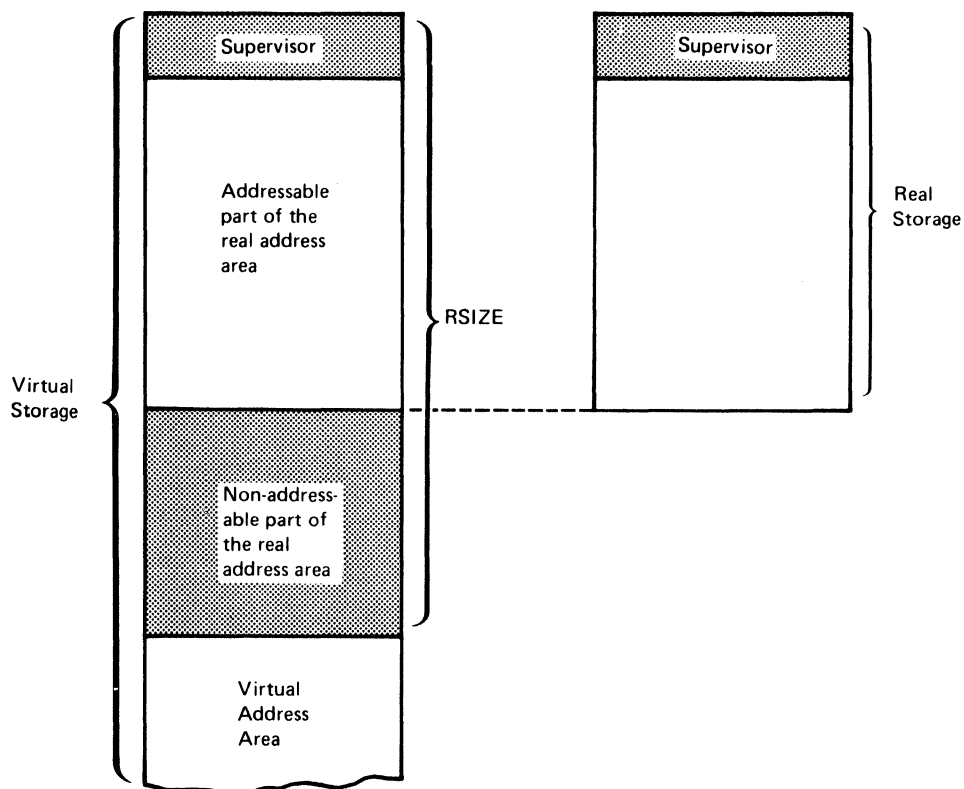 Supervisor
Supervisor
Addressable
part of the
real address
area
Real
Storage
RSIZE
Virtual
Storage
Non-address-
able part of
the real
address area
Virtual
Address
Area